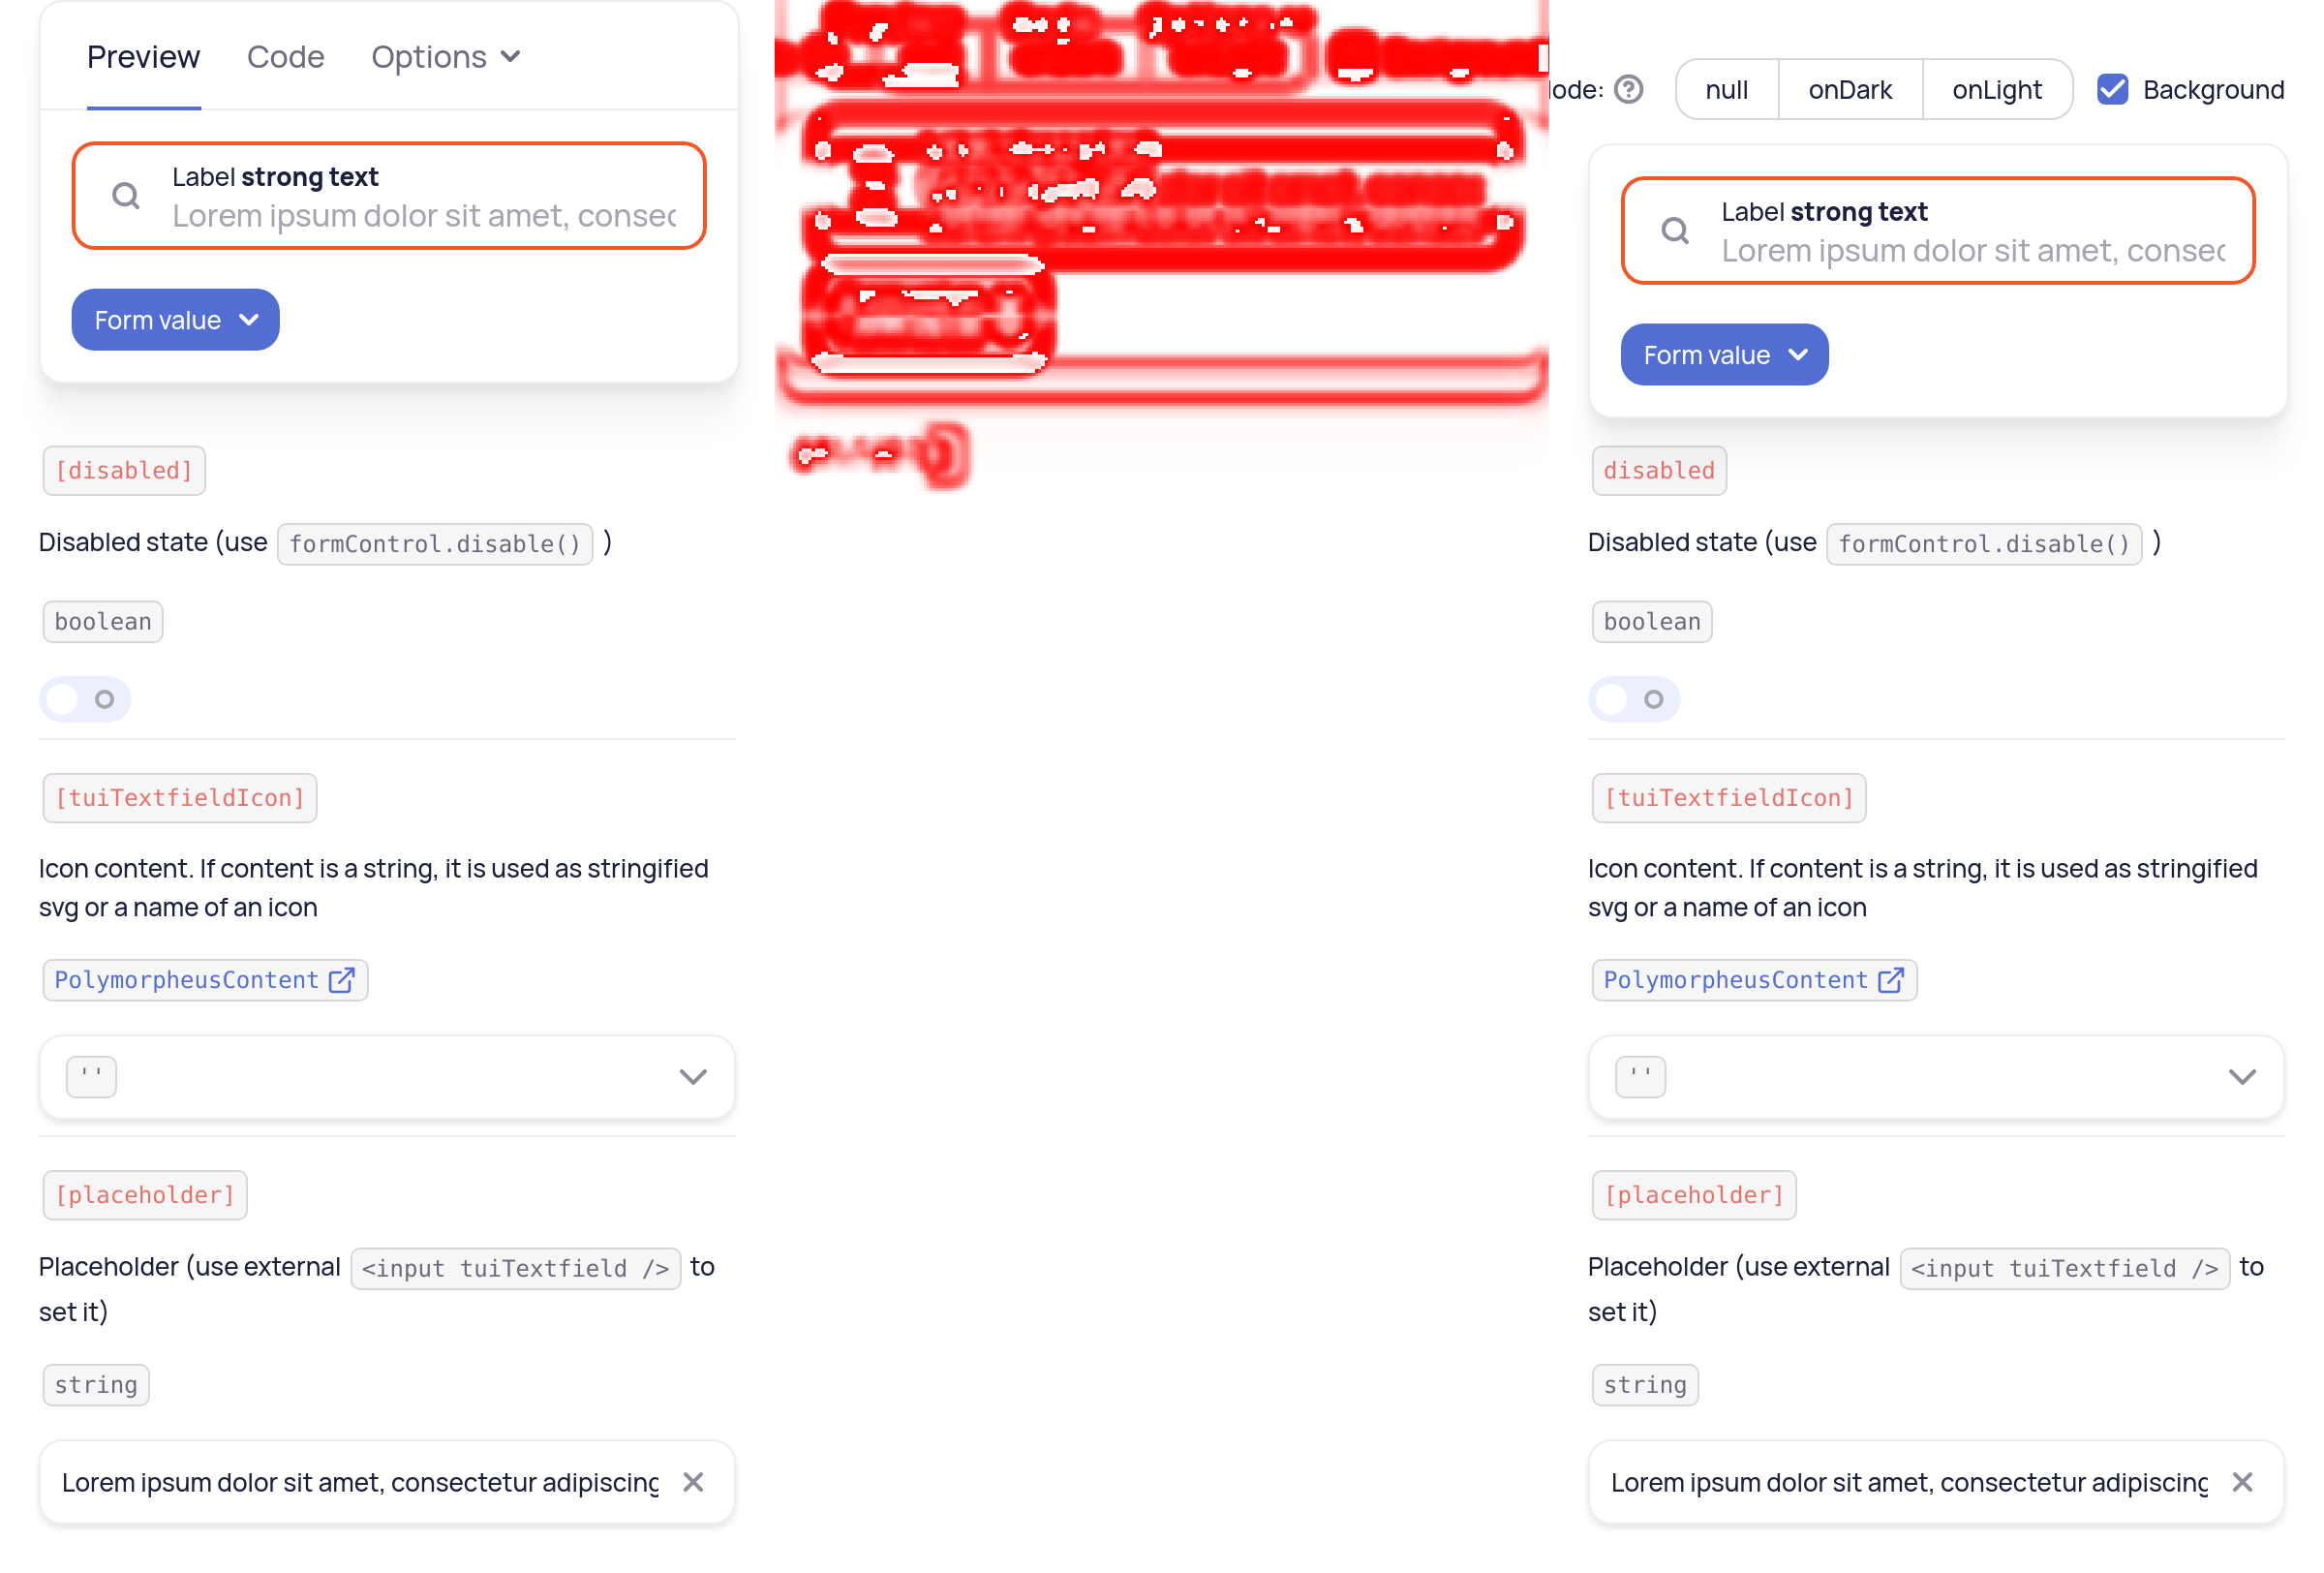 Preview Code Options
Label strong text
Lorem ipsum dolor sit amet, consec
Form value
[disabled]
Disabled state (use formControl.disable() )
boolean
[tuiTextfieldIcon]
Icon content. If content is a string, it is used as stringified
svg or a name of an icon
PolymorpheusContent
''
[placeholder]
Placeholder (use external <input tuiTextfield /> to
set it)
string
Lorem ipsum dolor sit amet, consectetur adipiscing
ode: null onDark onLight Background
Label strong text
Lorem ipsum dolor sit amet, consec
Form value
disabled
Disabled state (use formControl.disable() )
boolean
[tuiTextfieldIcon]
Icon content. If content is a string, it is used as stringified
svg or a name of an icon
PolymorpheusContent
''
[placeholder]
Placeholder (use external <input tuiTextfield /> to
set it)
string
Lorem ipsum dolor sit amet, consectetur adipiscing